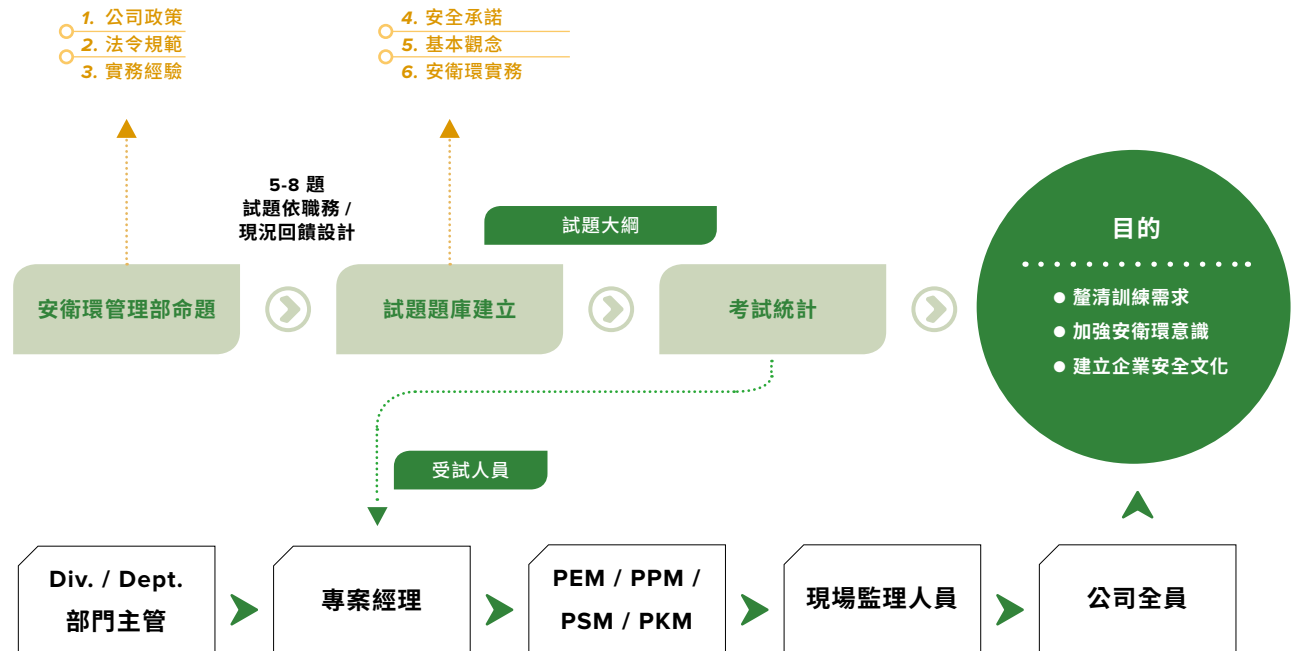 1. 公司政策
2. 法令規範
3. 實務經驗
4. 安全承諾
5. 基本觀念
6. 安衛環實務
5-8 題
試題依職務 /
現況回饋設計
試題大綱
安衛環管理部命題
試題題庫建立
考試統計
目的
● 釐清訓練需求
● 加強安衛環意識
● 建立企業安全文化
受試人員
Div. / Dept.
部門主管
專案經理
PEM / PPM /
PSM / PKM
現場監理人員
公司全員